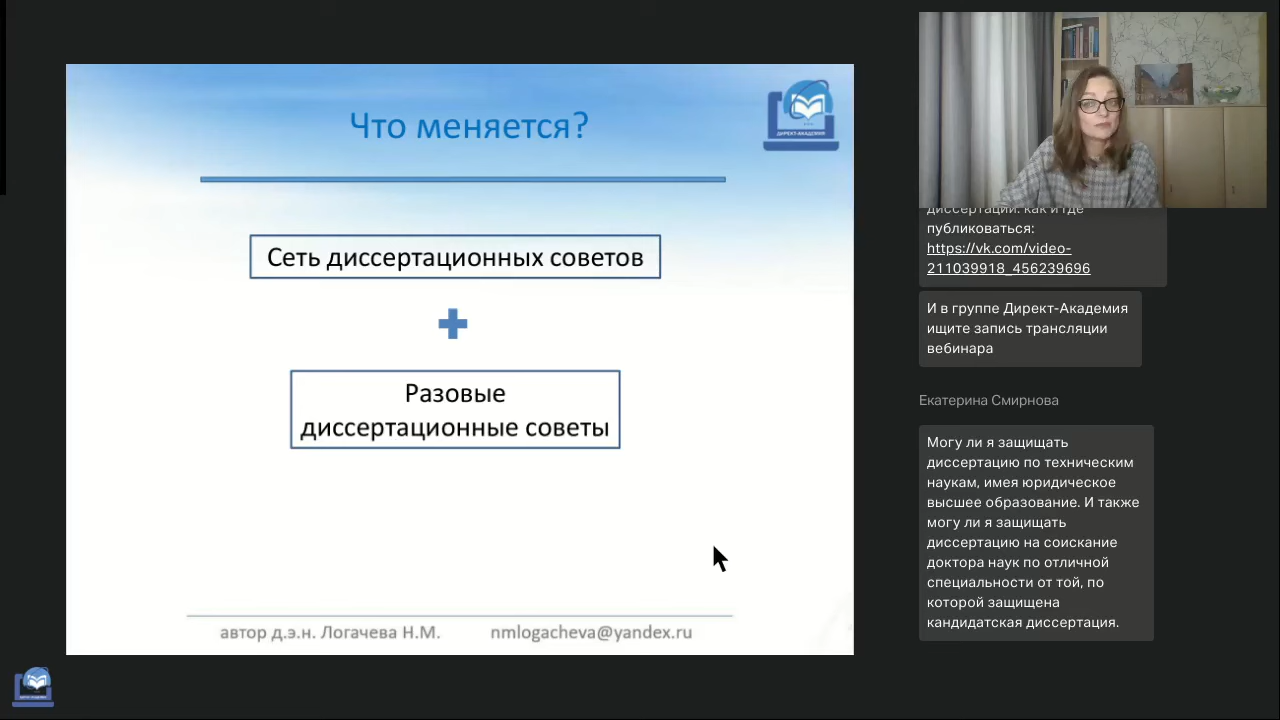 Что меняется?
ДИРЕКТ-АКАДЕМИЯ
Сеть диссертационных советов
Разовые
диссертационные советы
автор д.э.н. Логачева Н.М. nmlogacheva@yandex.ru
диссертации: как и где
публиковаться:
https://vk.com/video-
211039918_456239696
И в группе Директ-Академия
ищите запись трансляции
вебинара
Екатерина Смирнова
Могу ли я защищать
диссертацию по техническим
наукам, имея юридическое
высшее образование. И также
могу ли я защищать
диссертацию на соискание
доктора наук по отличной
специальности от той, по
которой защищена
кандидатская диссертация.